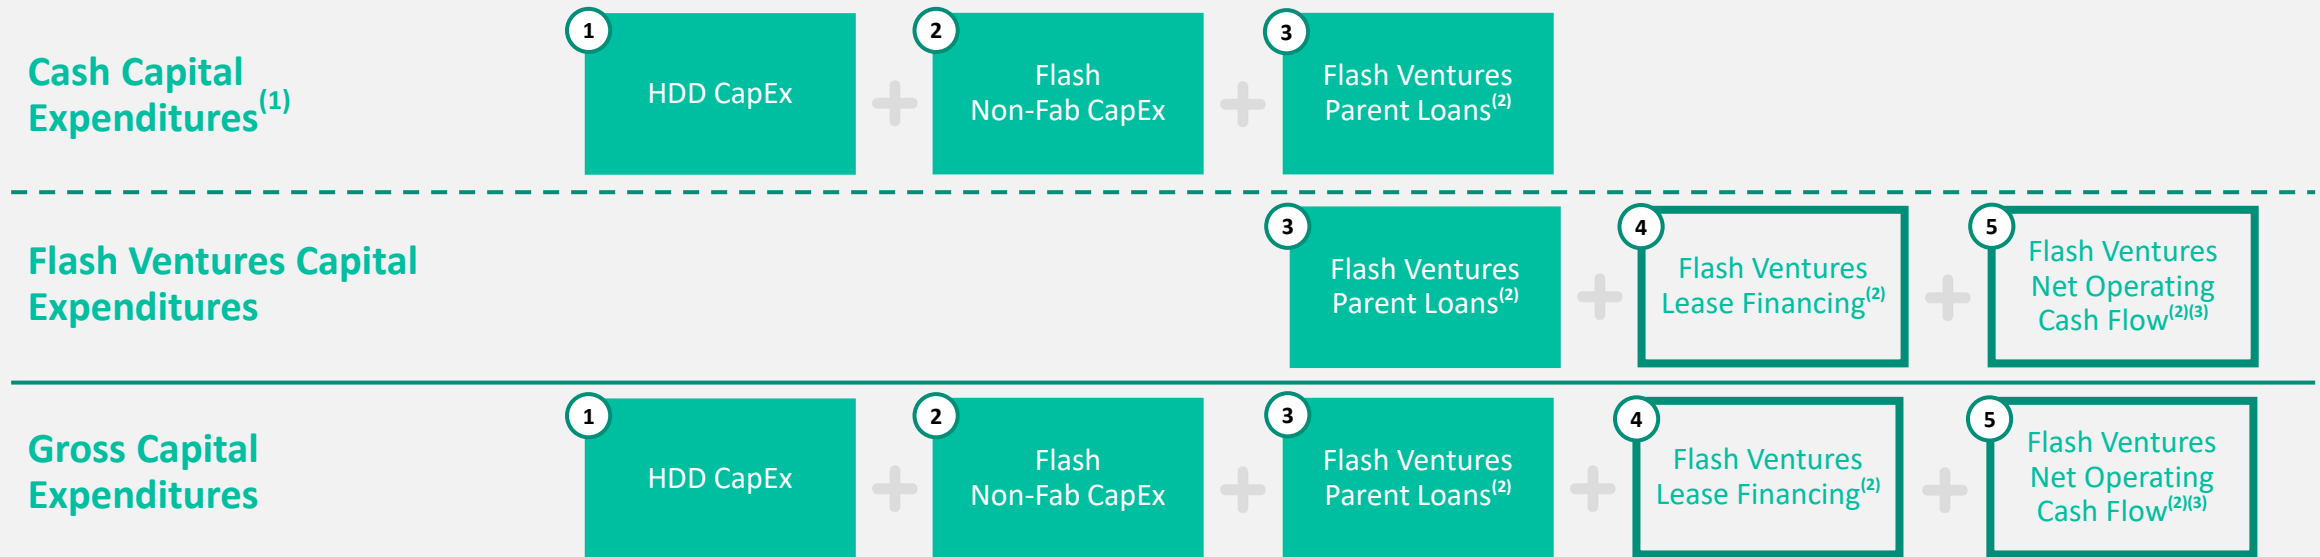 Cash Capital
Expenditures(1)
1
HDD CapEx
+
2
Flash
Non-Fab CapEx
+
3
Flash Ventures
Parent Loans(2)
Flash Ventures Capital
Expenditures
3
Flash Ventures
Parent Loans(2)
+
4
Flash Ventures
Lease Financing(2)
+
5
Flash Ventures
Net Operating
Cash Flow(2)(3)
Gross Capital
Expenditures
1
HDD CapEx
+
2
Flash
Non-Fab CapEx
+
3
Flash Ventures
Parent Loans(2)
+
4
Flash Ventures
Lease Financing(2)
+
5
Flash Ventures
Net Operating
Cash Flow(2)(3)